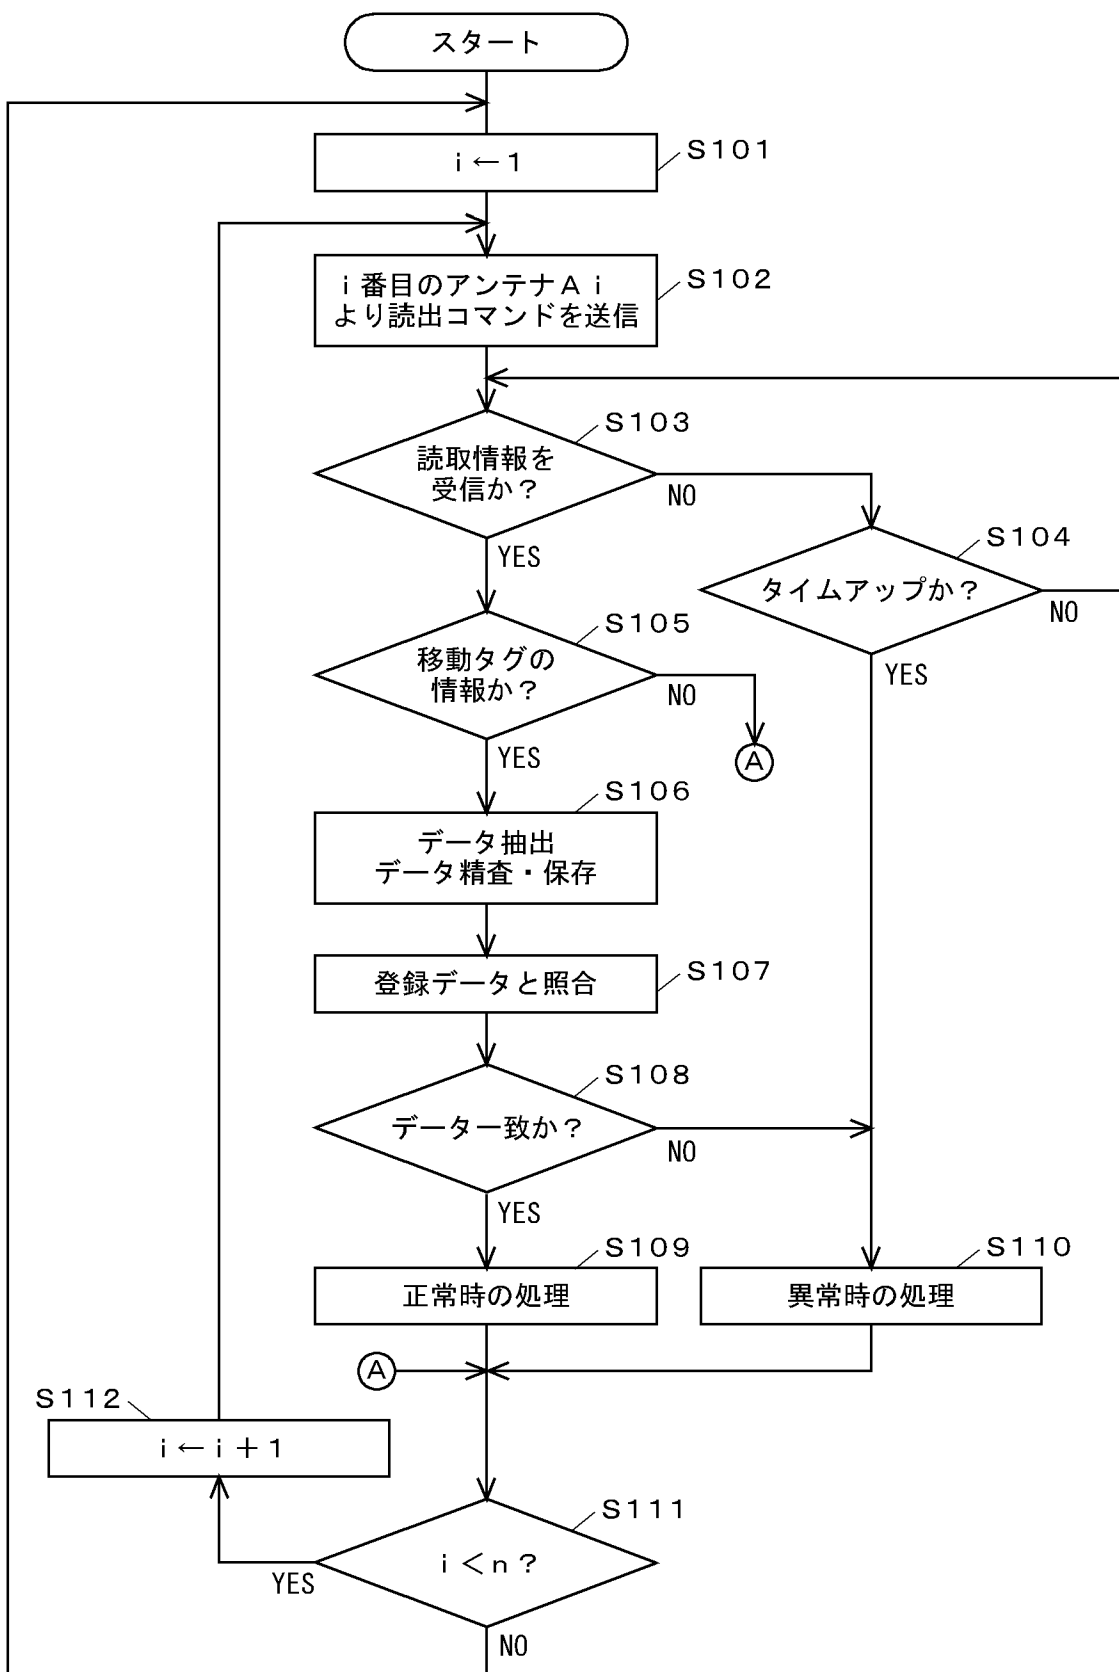 スタート
i←1
S101
i番目のアンテナAi
より読出コマンドを送信
S102
S103
読取情報を
受信か？
NO
YES
S104
タイムアップか？
NO
YES
S105
移動タグの
情報か？
NO
YES
A
S106
データ抽出
データ精査・保存
登録データと照合
S107
S108
データ一致か？
NO
YES
S109
正常時の処理
S110
異常時の処理
A
S112
i←i＋1
S111
i＜n？
YES
NO